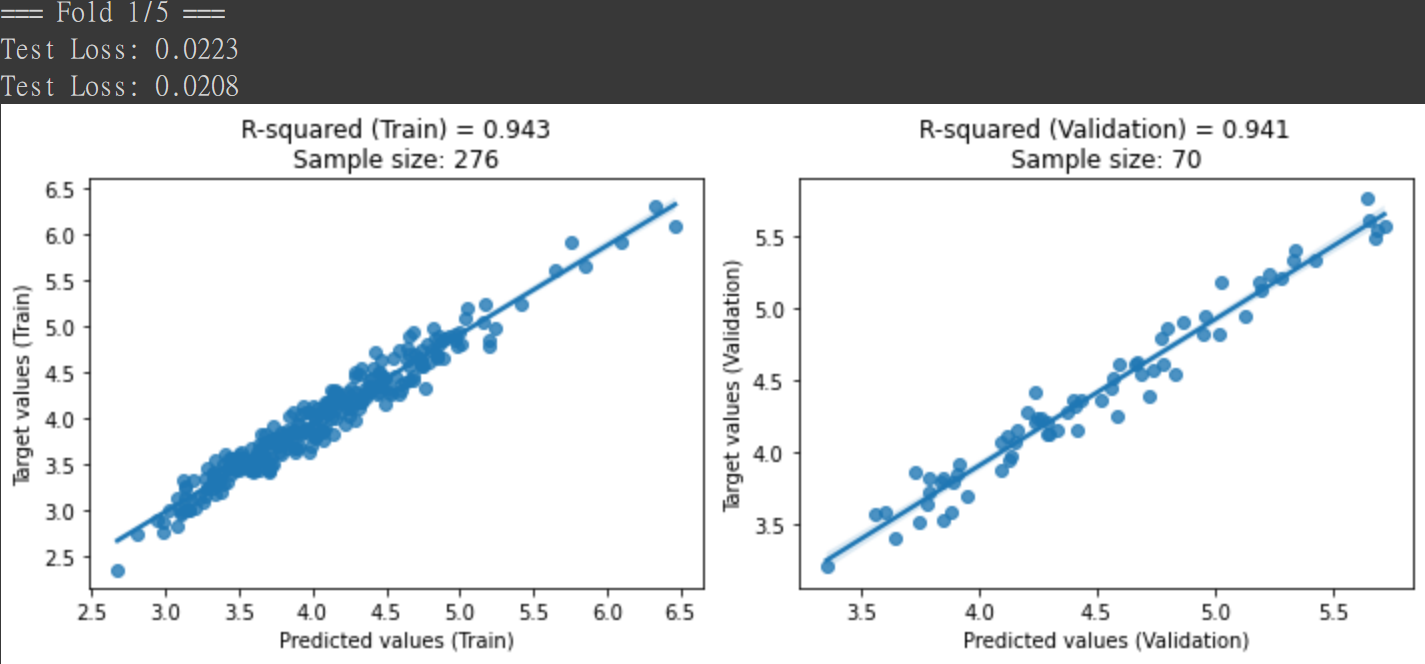 === Fold 1/5 ===
Test Loss: 0.0223
Test Loss: 0.0208
R-squared (Train) = 0.943
Sample size: 276
6.5
6.0
5.5
5.0
4.5
4.0
3.5
3.0
2.5
Target values (Train)
2.5 3.0 3.5 4.0 4.5 5.0 5.5 6.0 6.5
Predicted values (Train)
R-squared (Validation) = 0.941
Sample size: 70
5.5
5.0
4.5
4.0
3.5
Target values (Validation)
3.5 4.0 4.5 5.0 5.5
Predicted values (Validation)